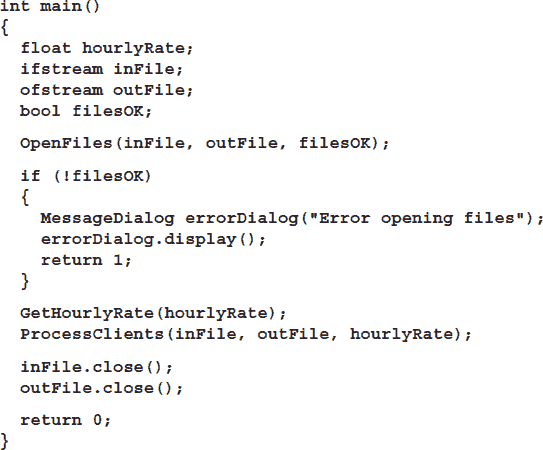 int main()
{
  float hourlyRate;
  ifstream inFile;
  ofstream outFile;
  bool filesOK;
  OpenFiles(inFile, outFile, filesOK);
  if (!filesOK)
  {
    MessageDialog errorDialog("Error opening files");
    errorDialog.display();
    return 1;
  }
  GetHourlyRate(hourlyRate);
  ProcessClients(inFile, outFile, hourlyRate);
  inFile.close();
  outFile.close();
  return 0;
}